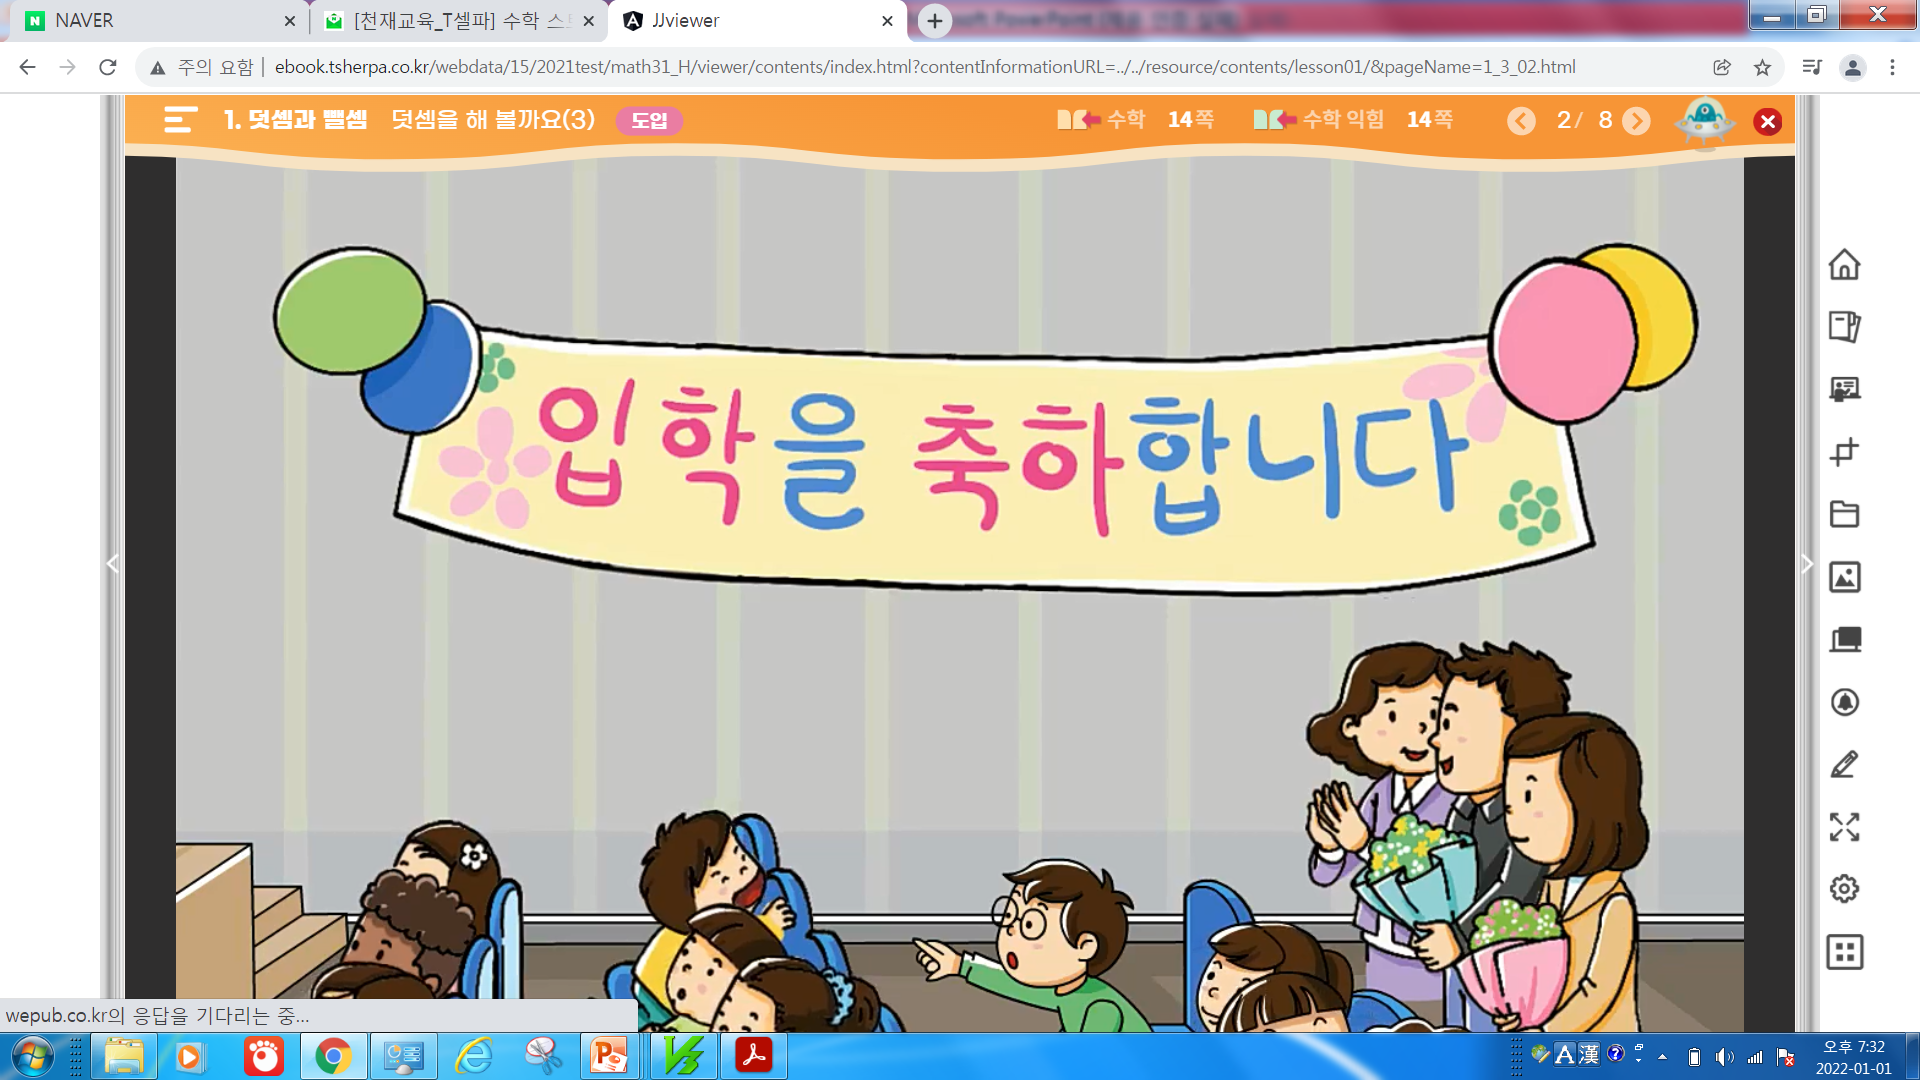 NAVER
[천재교육_T셀파] 수학 스
JJviewer
주의 요함
ebook.tsherpa.co.kr/webdata/15/2021test/math31_H/viewer/contents/index.html?contentInformationURL=../../resource/contents/lesson01/&pageName=1_3_02.html
1. 덧셈과 뺄셈 덧셈을 해 볼까요(3) 도입 수학 14쪽 수학 익힘 14쪽 2/ 8
입학을 축하합니다
wepub.co.kr의 응답을 기다리는 중...
A 漢
오후 7:32
2022-01-01